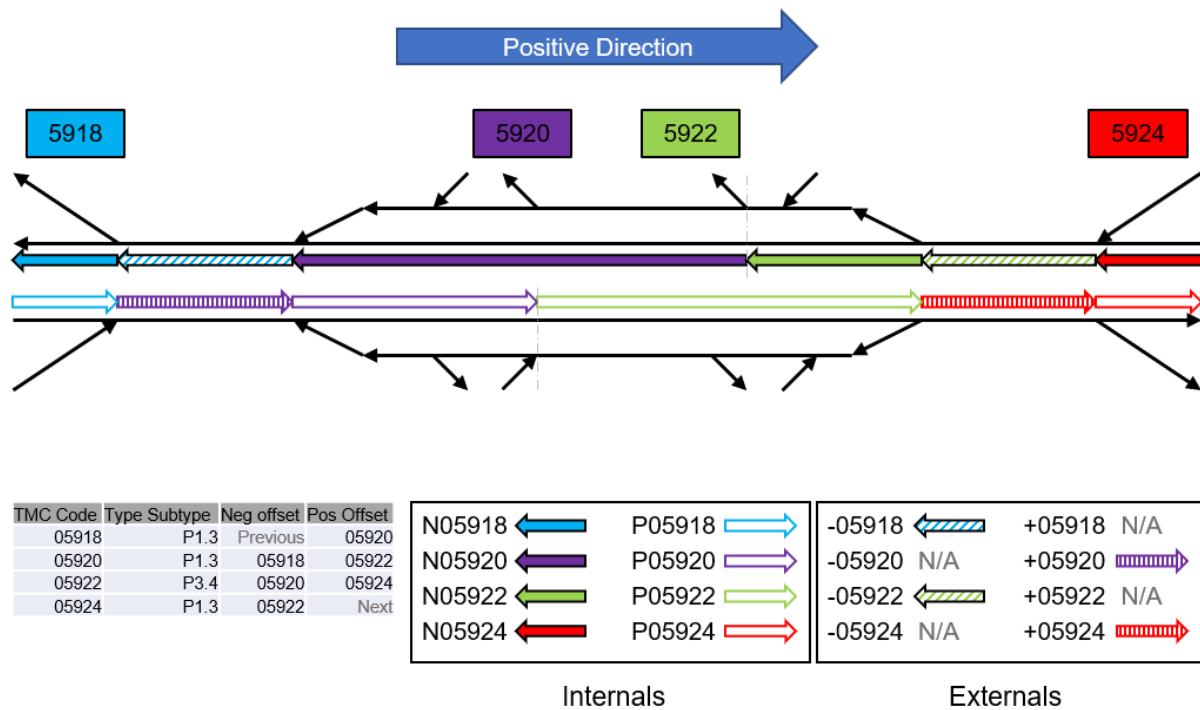 Positive Direction
5918
5920
5922
5924
TMC Code Type Subtype Neg offset Pos Offset
05918 P1.3 Previous 05920
05920 P1.3 05918 05922
05922 P3.4 05920 05924
05924 P1.3 05922 Next
N05918 P05918
N05920 P05920
N05922 P05922
N05924 P05924
Internals
-05918 +05918 N/A
-05920 N/A +05920
-05922 +05922 N/A
-05924 N/A +05924
Externals